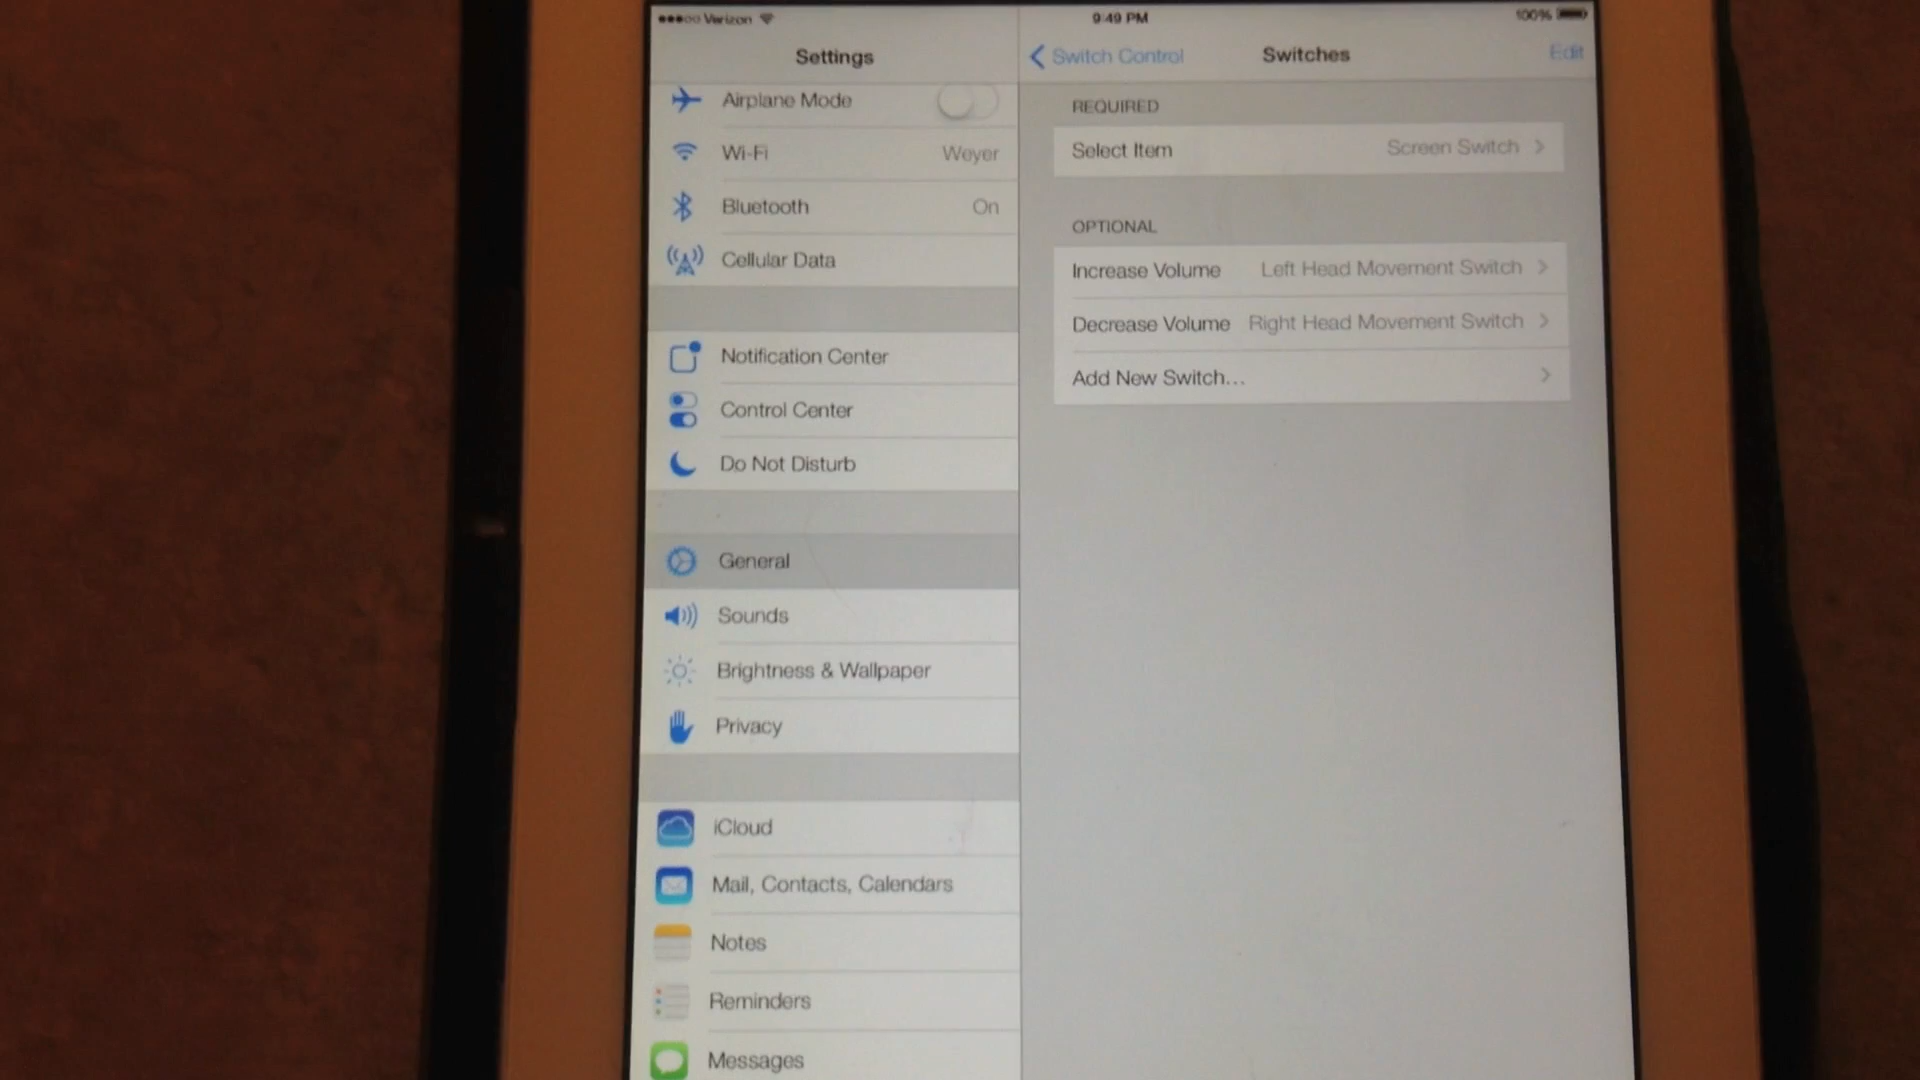 Verizon 9:49 PM 100%
Settings
Airplane Mode
Wi-Fi Weyer
Bluetooth On
Cellular Data
Notification Center
Control Center
Do Not Disturb
General
Sounds
Brightness & Wallpaper
Privacy
iCloud
Mail, Contacts, Calendars
Notes
Reminders
Messages
Switch Control Switches Edit
REQUIRED
Select Item Screen Switch
OPTIONAL
Increase Volume Left Head Movement Switch
Decrease Volume Right Head Movement Switch
Add New Switch...